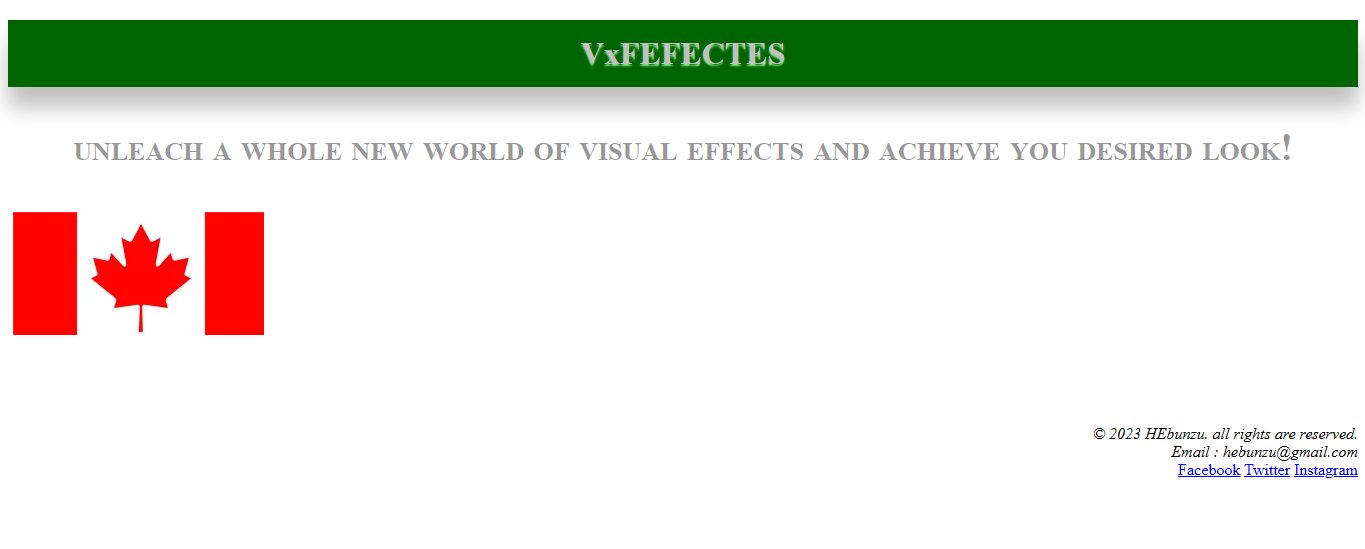 VxFEFECTES
unleach a whole new world of visual effects and achieve you desired look!
© 2023 HEbunzu. all rights are reserved.
Email : hebunzu@gmail.com
Facebook Twitter Instagram